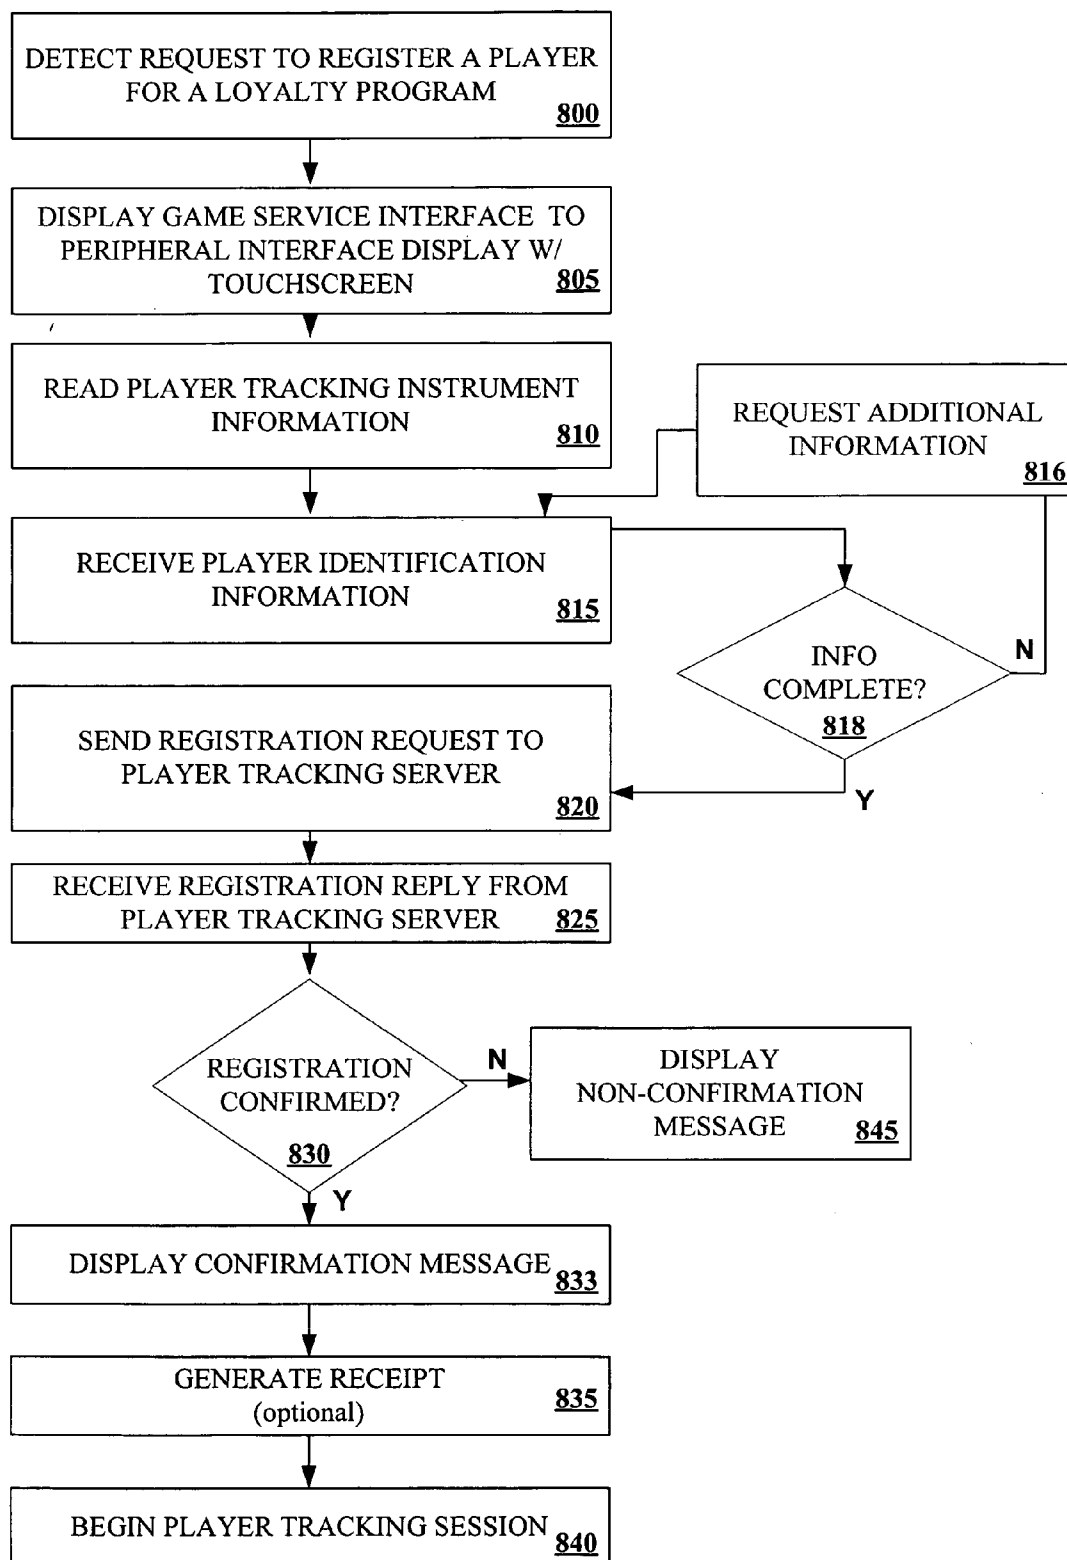 DETECT REQUEST TO REGISTER A PLAYER
FOR A LOYALTY PROGRAM
800
DISPLAY GAME SERVICE INTERFACE TO
PERIPHERAL INTERFACE DISPLAY W/
TOUCHSCREEN
805
READ PLAYER TRACKING INSTRUMENT
INFORMATION
810
REQUEST ADDITIONAL
INFORMATION
816
RECEIVE PLAYER IDENTIFICATION
INFORMATION
815
INFO
COMPLETE?
818
N
Y
SEND REGISTRATION REQUEST TO
PLAYER TRACKING SERVER
820
RECEIVE REGISTRATION REPLY FROM
PLAYER TRACKING SERVER
825
REGISTRATION
CONFIRMED?
830
N
Y
DISPLAY
NON-CONFIRMATION
MESSAGE
845
DISPLAY CONFIRMATION MESSAGE
833
GENERATE RECEIPT
(optional)
835
BEGIN PLAYER TRACKING SESSION
840